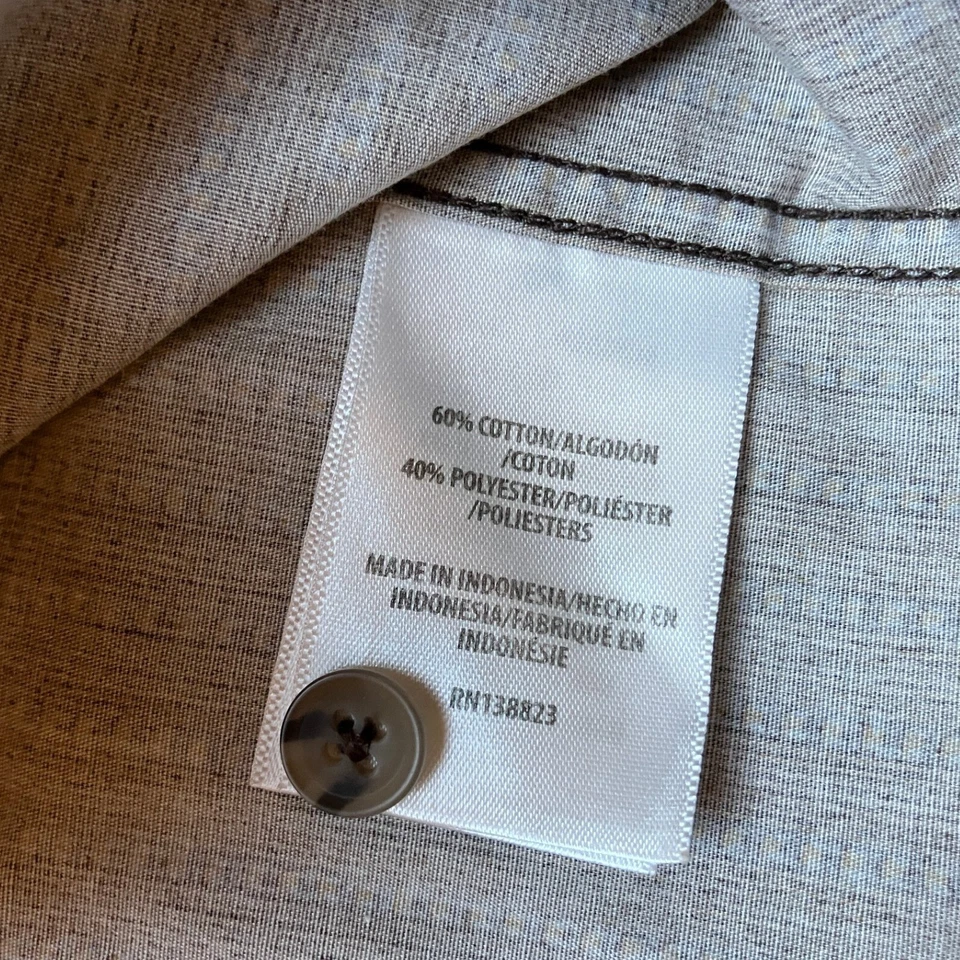 60% COTTON/ALGODÓN
/COTON
40% POLYESTER/POLIÉSTER
/POLIESTERS
MADE IN INDONESIA/HECHO EN
INDONESIA/FABRIQUÉ EN
INDONÉSIE
RN138823